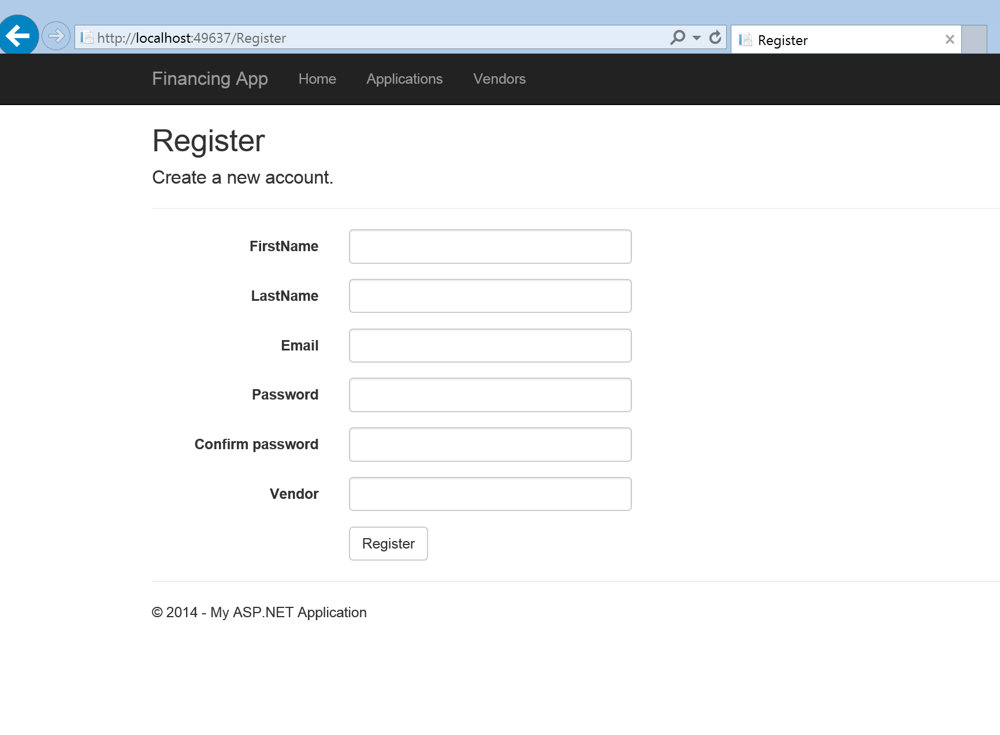 http://localhost:49637/Register
Register
Financing App Home Applications Vendors
Register
Create a new account.
FirstName
LastName
Email
Password
Confirm password
Vendor
Register
© 2014 - My ASP.NET Application